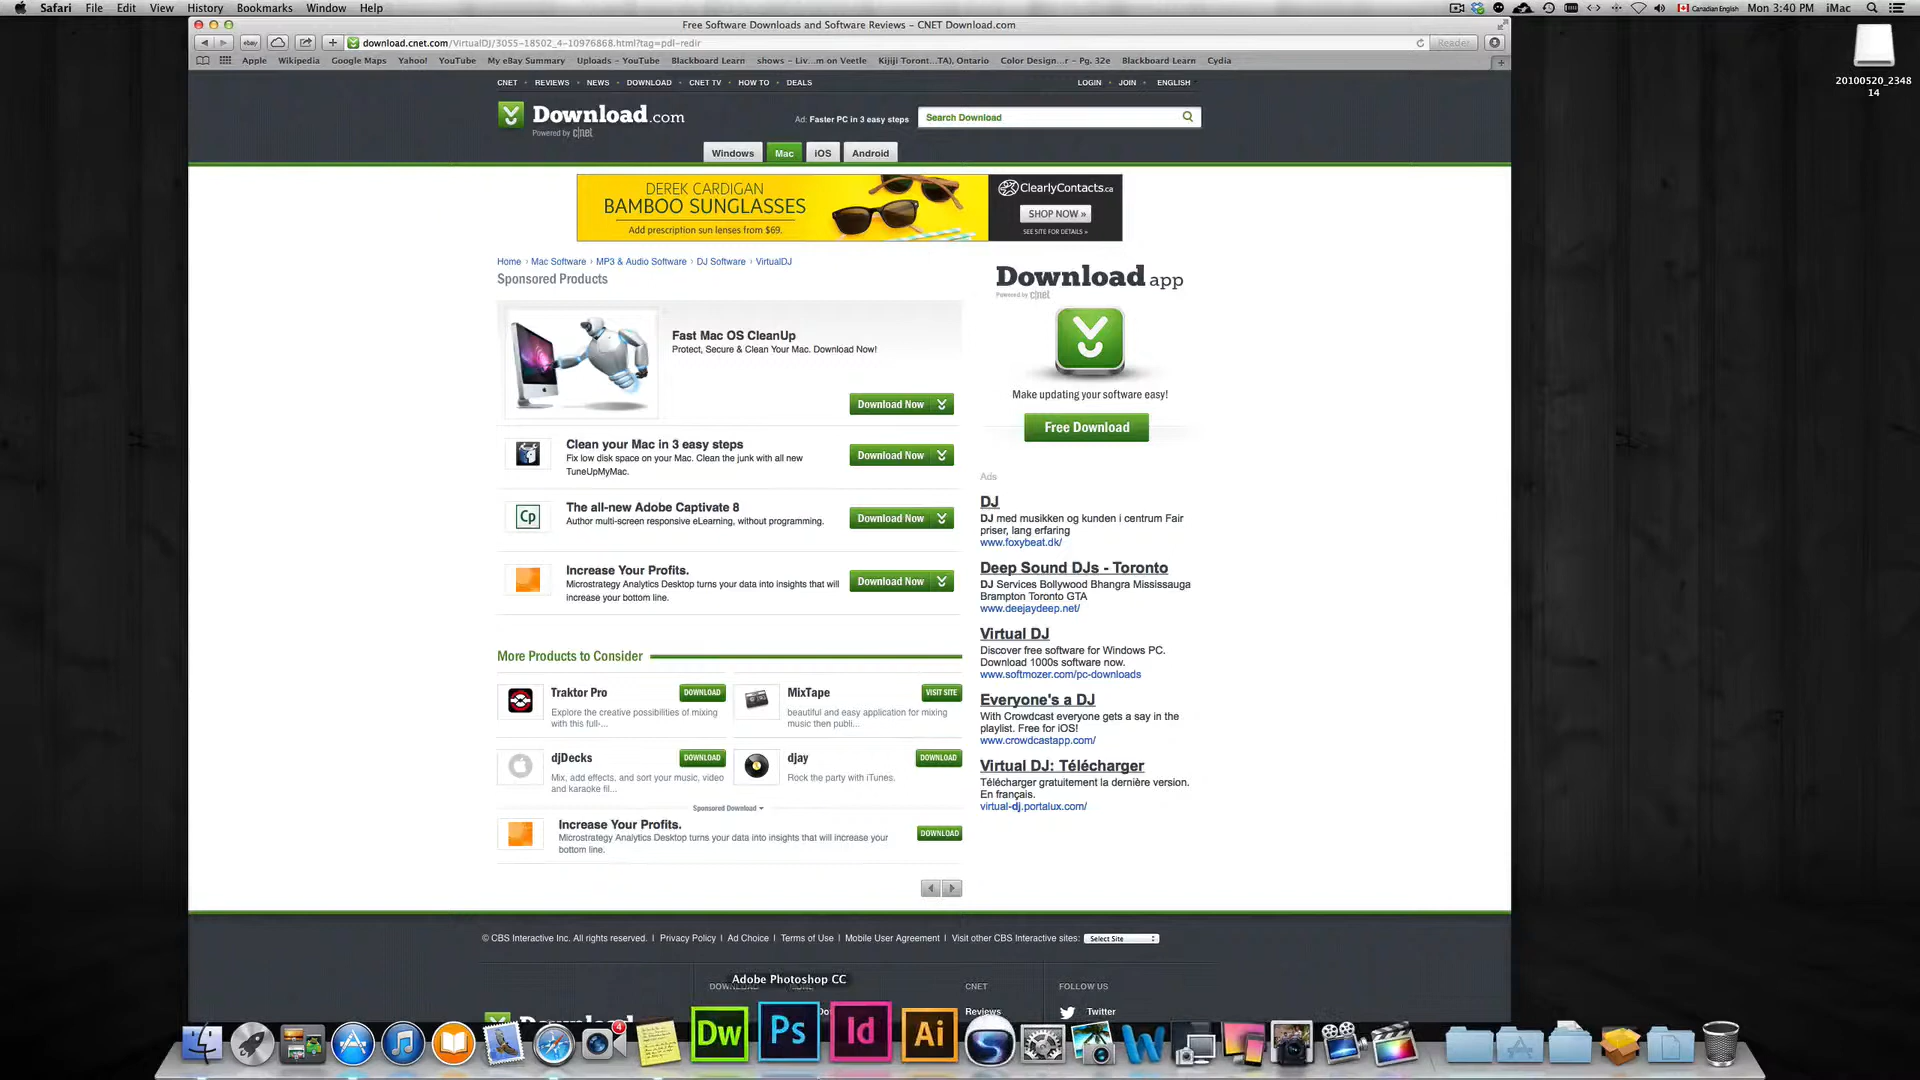 Safari File Edit View History Bookmarks Window Help
Canadian English Mon 3:40 PM iMac
Free Software Downloads and Software Reviews – CNET Download.com
ebay
download.cnet.com/VirtualDJ/3055-18502_4-10976868.html?tag=pdl-redir
Reader
Apple Wikipedia Google Maps Yahoo! YouTube My eBay Summary Uploads – YouTube Blackboard Learn shows – Liv...m on Veetle Kijiji Toront...TA), Ontario Color Design...r – Pg. 32e Blackboard Learn Cydia
20100520_2348
14
CNET REVIEWS NEWS DOWNLOAD CNET TV HOW TO DEALS
LOGIN JOIN ENGLISH
Download.com
Powered by c|net
Ad: Faster PC in 3 easy steps
Search Download
Windows Mac iOS Android
DEREK CARDIGAN
BAMBOO SUNGLASSES
Add prescription sun lenses from $69.
ClearlyContacts.ca
SHOP NOW »
SEE SITE FOR DETAILS »
Home › Mac Software › MP3 & Audio Software › DJ Software › VirtualDJ
Sponsored Products
Fast Mac OS CleanUp
Protect, Secure & Clean Your Mac. Download Now!
Download Now
Clean your Mac in 3 easy steps
Fix low disk space on your Mac. Clean the junk with all new
TuneUpMyMac.
Download Now
Cp
The all-new Adobe Captivate 8
Author multi-screen responsive eLearning, without programming.
Download Now
Increase Your Profits.
Microstrategy Analytics Desktop turns your data into insights that will
increase your bottom line.
Download Now
More Products to Consider
Traktor Pro
DOWNLOAD
Explore the creative possibilities of mixing
with this full-...
MixTape
VISIT SITE
beautiful and easy application for mixing
music then publi...
djDecks
DOWNLOAD
Mix, add effects, and sort your music, video
and karaoke fil...
djay
DOWNLOAD
Rock the party with iTunes.
Sponsored Download
Increase Your Profits.
Microstrategy Analytics Desktop turns your data into insights that will increase your
bottom line.
DOWNLOAD
Download app
Powered by c|net
Make updating your software easy!
Free Download
Ads
DJ
DJ med musikken og kunden i centrum Fair
priser, lang erfaring
www.foxybeat.dk/
Deep Sound DJs - Toronto
DJ Services Bollywood Bhangra Mississauga
Brampton Toronto GTA
www.deejaydeep.net/
Virtual DJ
Discover free software for Windows PC.
Download 1000s software now.
www.softmozer.com/pc-downloads
Everyone's a DJ
With Crowdcast everyone gets a say in the
playlist. Free for iOS!
www.crowdcastapp.com/
Virtual DJ: Télécharger
Télécharger gratuitement la dernière version.
En français.
virtual-dj.portalux.com/
© CBS Interactive Inc. All rights reserved. | Privacy Policy | Ad Choice | Terms of Use | Mobile User Agreement | Visit other CBS Interactive sites: Select Site
Adobe Photoshop CC
CNET
FOLLOW US
Reviews
Twitter
4
Dw Ps Id Ai